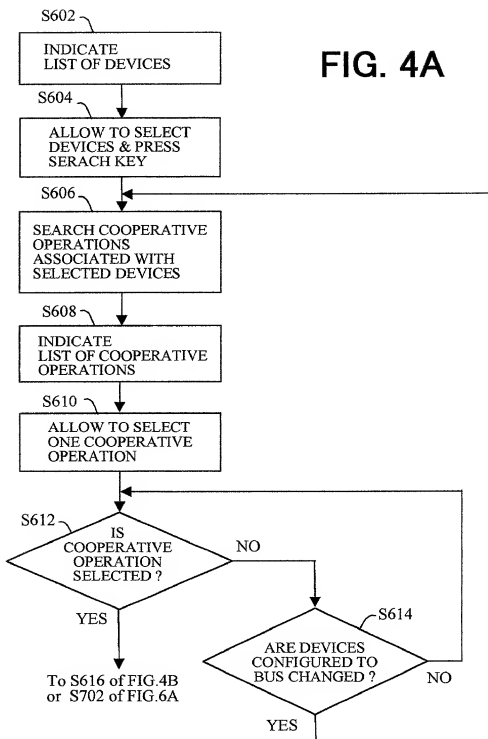 S602
INDICATE
LIST OF DEVICES
FIG. 4A
S604
ALLOW TO SELECT
DEVICES & PRESS
SERACH KEY
S606
SEARCH COOPERATIVE
OPERATIONS
ASSOCIATED WITH
SELECTED DEVICES
S608
INDICATE
LIST OF COOPERATIVE
OPERATIONS
S610
ALLOW TO SELECT
ONE COOPERATIVE
OPERATION
S612
IS
COOPERATIVE
OPERATION
SELECTED ?
NO
YES
To S616 of FIG.4B
or S702 of FIG.6A
S614
ARE DEVICES
CONFIGURED TO
BUS CHANGED ?
NO
YES